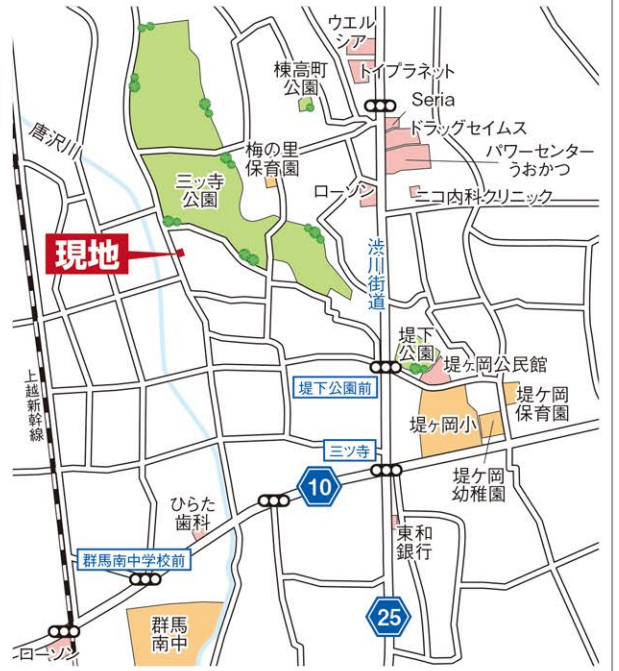 ウエル
シア
棟高町
公園
トイプラネット
Seria
ドラッグセイムス
パワーセンター
うおかつ
唐沢川
梅の里
保育園
三ッ寺
公園
ローソン
ニコ内科クリニック
現地
渋川街道
堤下
公園
堤ヶ岡公民館
堤下公園前
上越新幹線
堤ヶ岡小
堤ケ岡
保育園
三ツ寺
堤ケ岡
幼稚園
10
ひらた
歯科
東和
銀行
群馬南中学校前
25
群馬
南中
ローソン